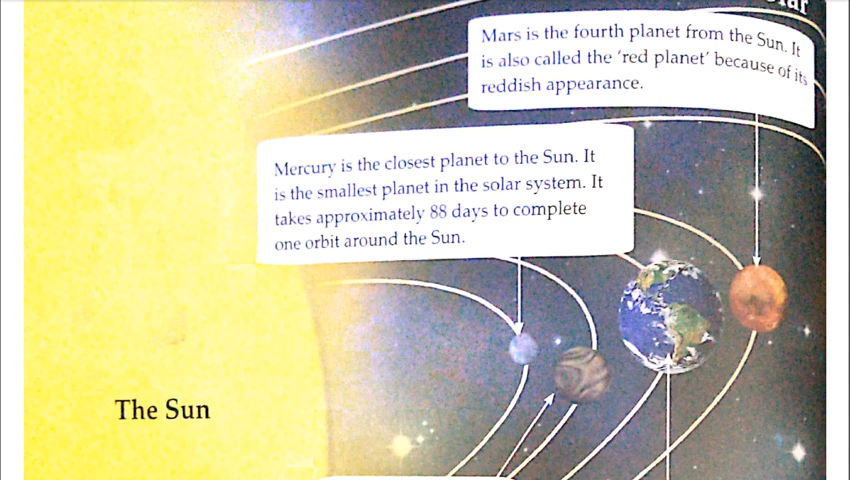 Mars is the fourth planet from the Sun. It
is also called the 'red planet' because of its
reddish appearance.
Mercury is the closest planet to the Sun. It
is the smallest planet in the solar system. It
takes approximately 88 days to complete
one orbit around the Sun.
The Sun